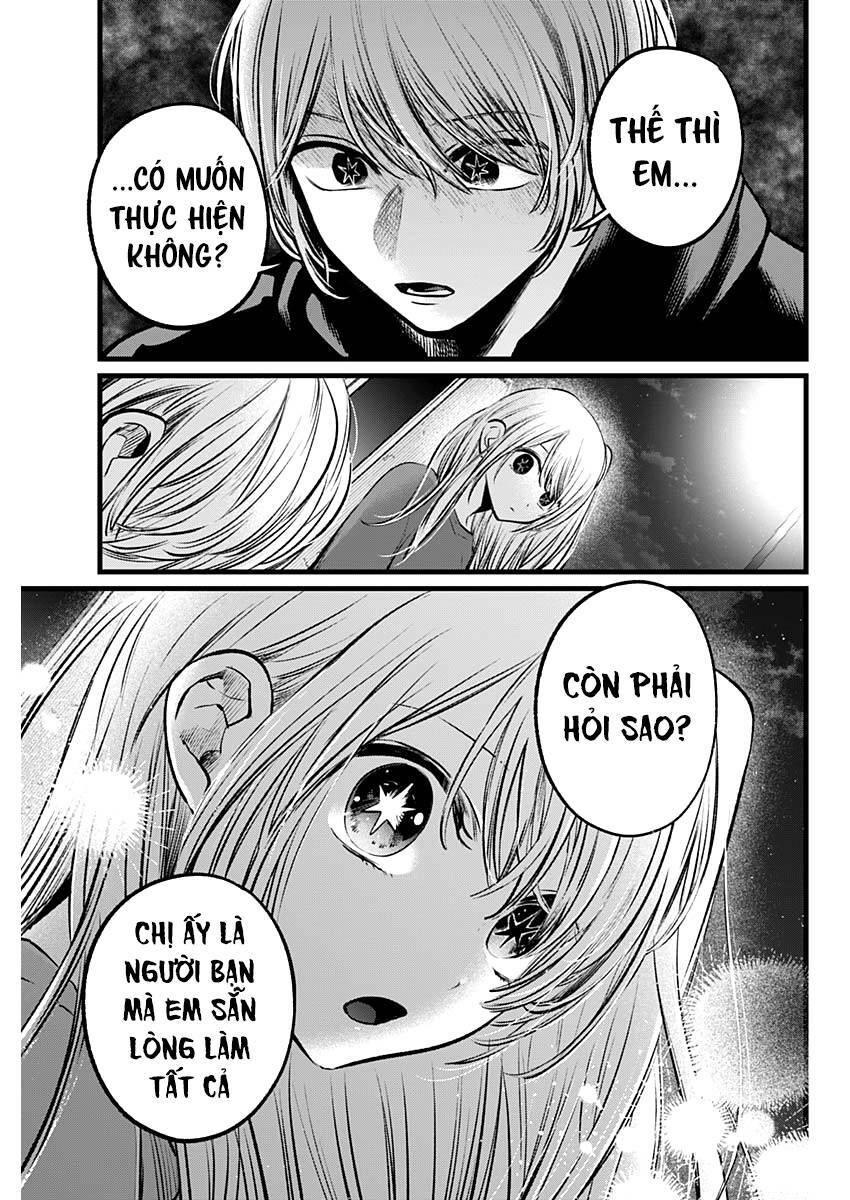 THẾ THÌ
EM...
...CÓ MUỐN
THỰC HIỆN
KHÔNG?
CÒN PHẢI
HỎI SAO?
CHỊ ẤY LÀ
NGƯỜI BẠN
MÀ EM SẴN
LÒNG LÀM
TẤT CẢ